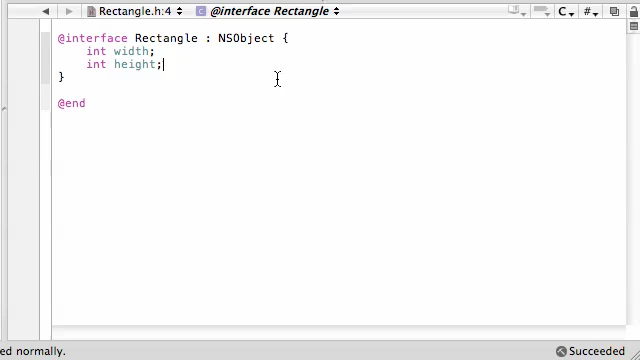 Rectangle.h:4 @interface Rectangle C #
@interface Rectangle : NSObject {
int width;
int height;
}
@end
ed normally. Succeeded